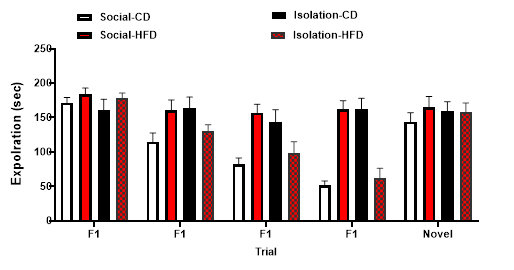 Social-CD
Isolation-CD
Social-HFD
Isolation-HFD
250
200
150
100
50
0
Expolration (sec)
F1 F1 F1 F1 Novel
Trial